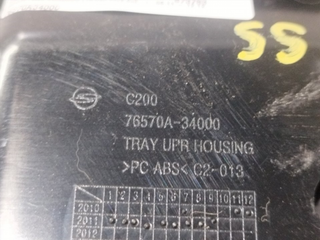 SS
C200
76570A-34000
TRAY UPR HOUSING
>PC ABS< C2-013
1 2 3 4 5 6 7 8 9 10 11 12
2010
2011
2012